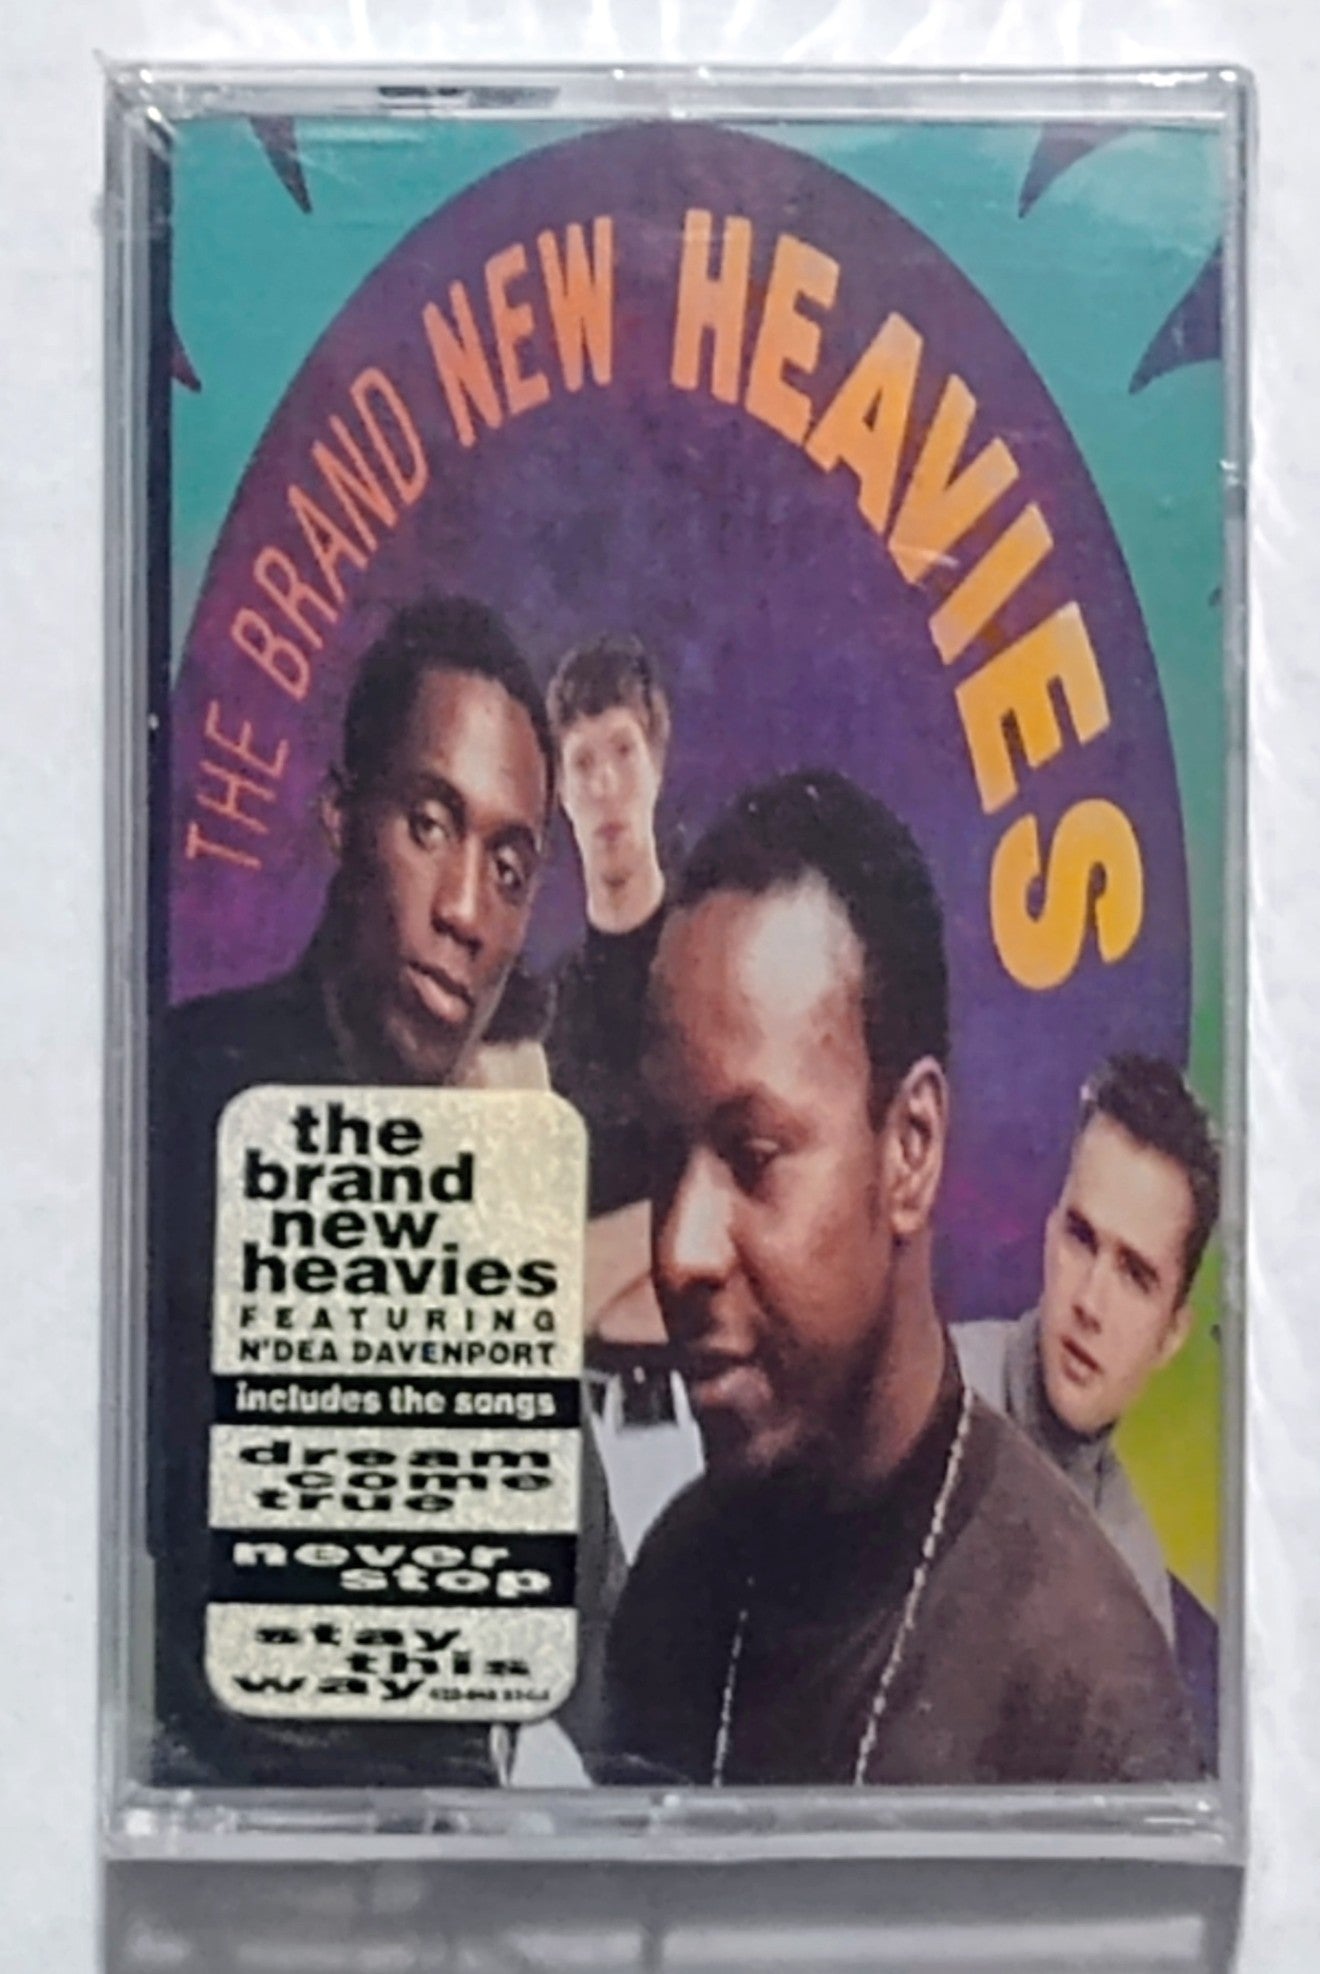 THE BRAND NEW HEAVIES
the
brand
new
heavies
FEATURING
N'DEA DAVENPORT
includes the songs
dream
come
true
never
stop
stay
this
way